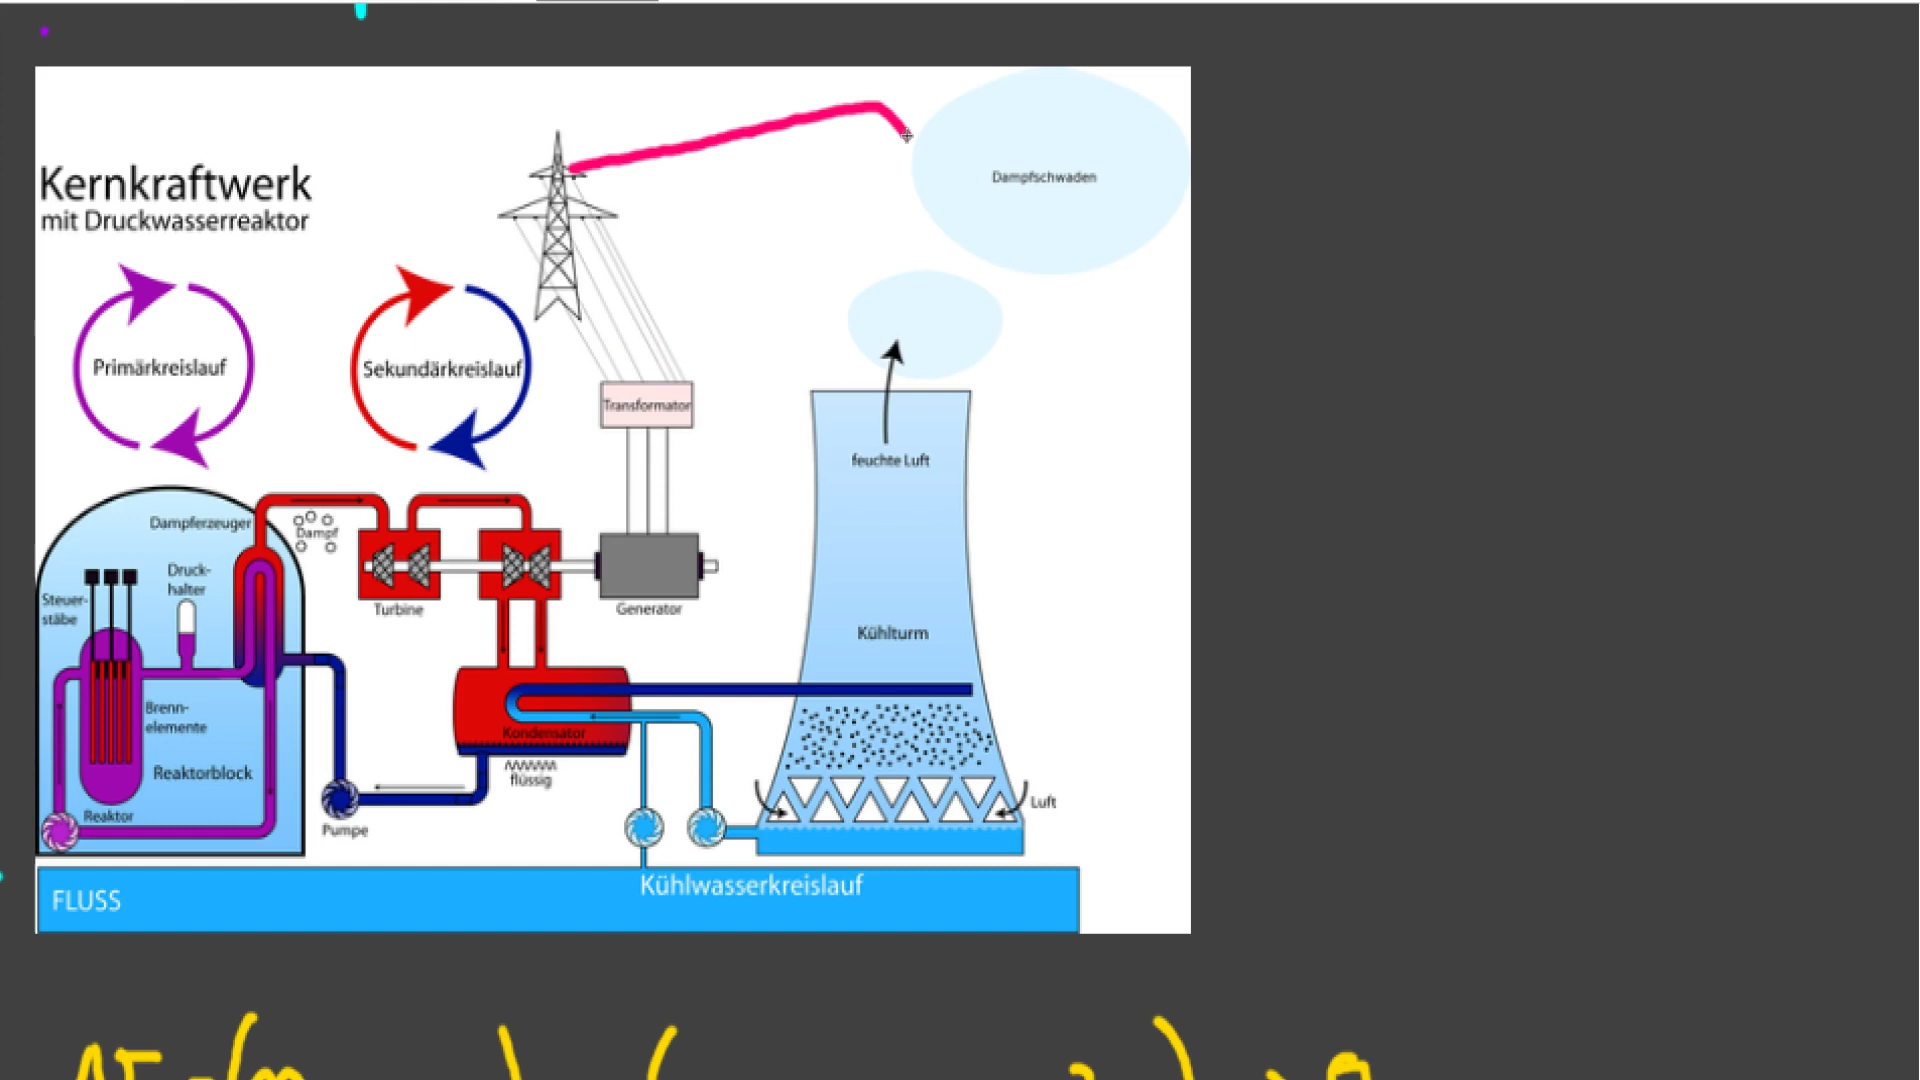 Dampfschwaden
Kernkraftwerk
mit Druckwasserreaktor
Primärkreislauf
Sekundärkreislauf
Transformator
feuchte Luft
Dampferzeuger
Dampf
Druck-
halter
Steuer-
stäbe
Turbine
Generator
Kühlturm
Brenn-
elemente
Kondensator
Reaktorblock
flüssig
Luft
Reaktor
Pumpe
Kühlwasserkreislauf
FLUSS